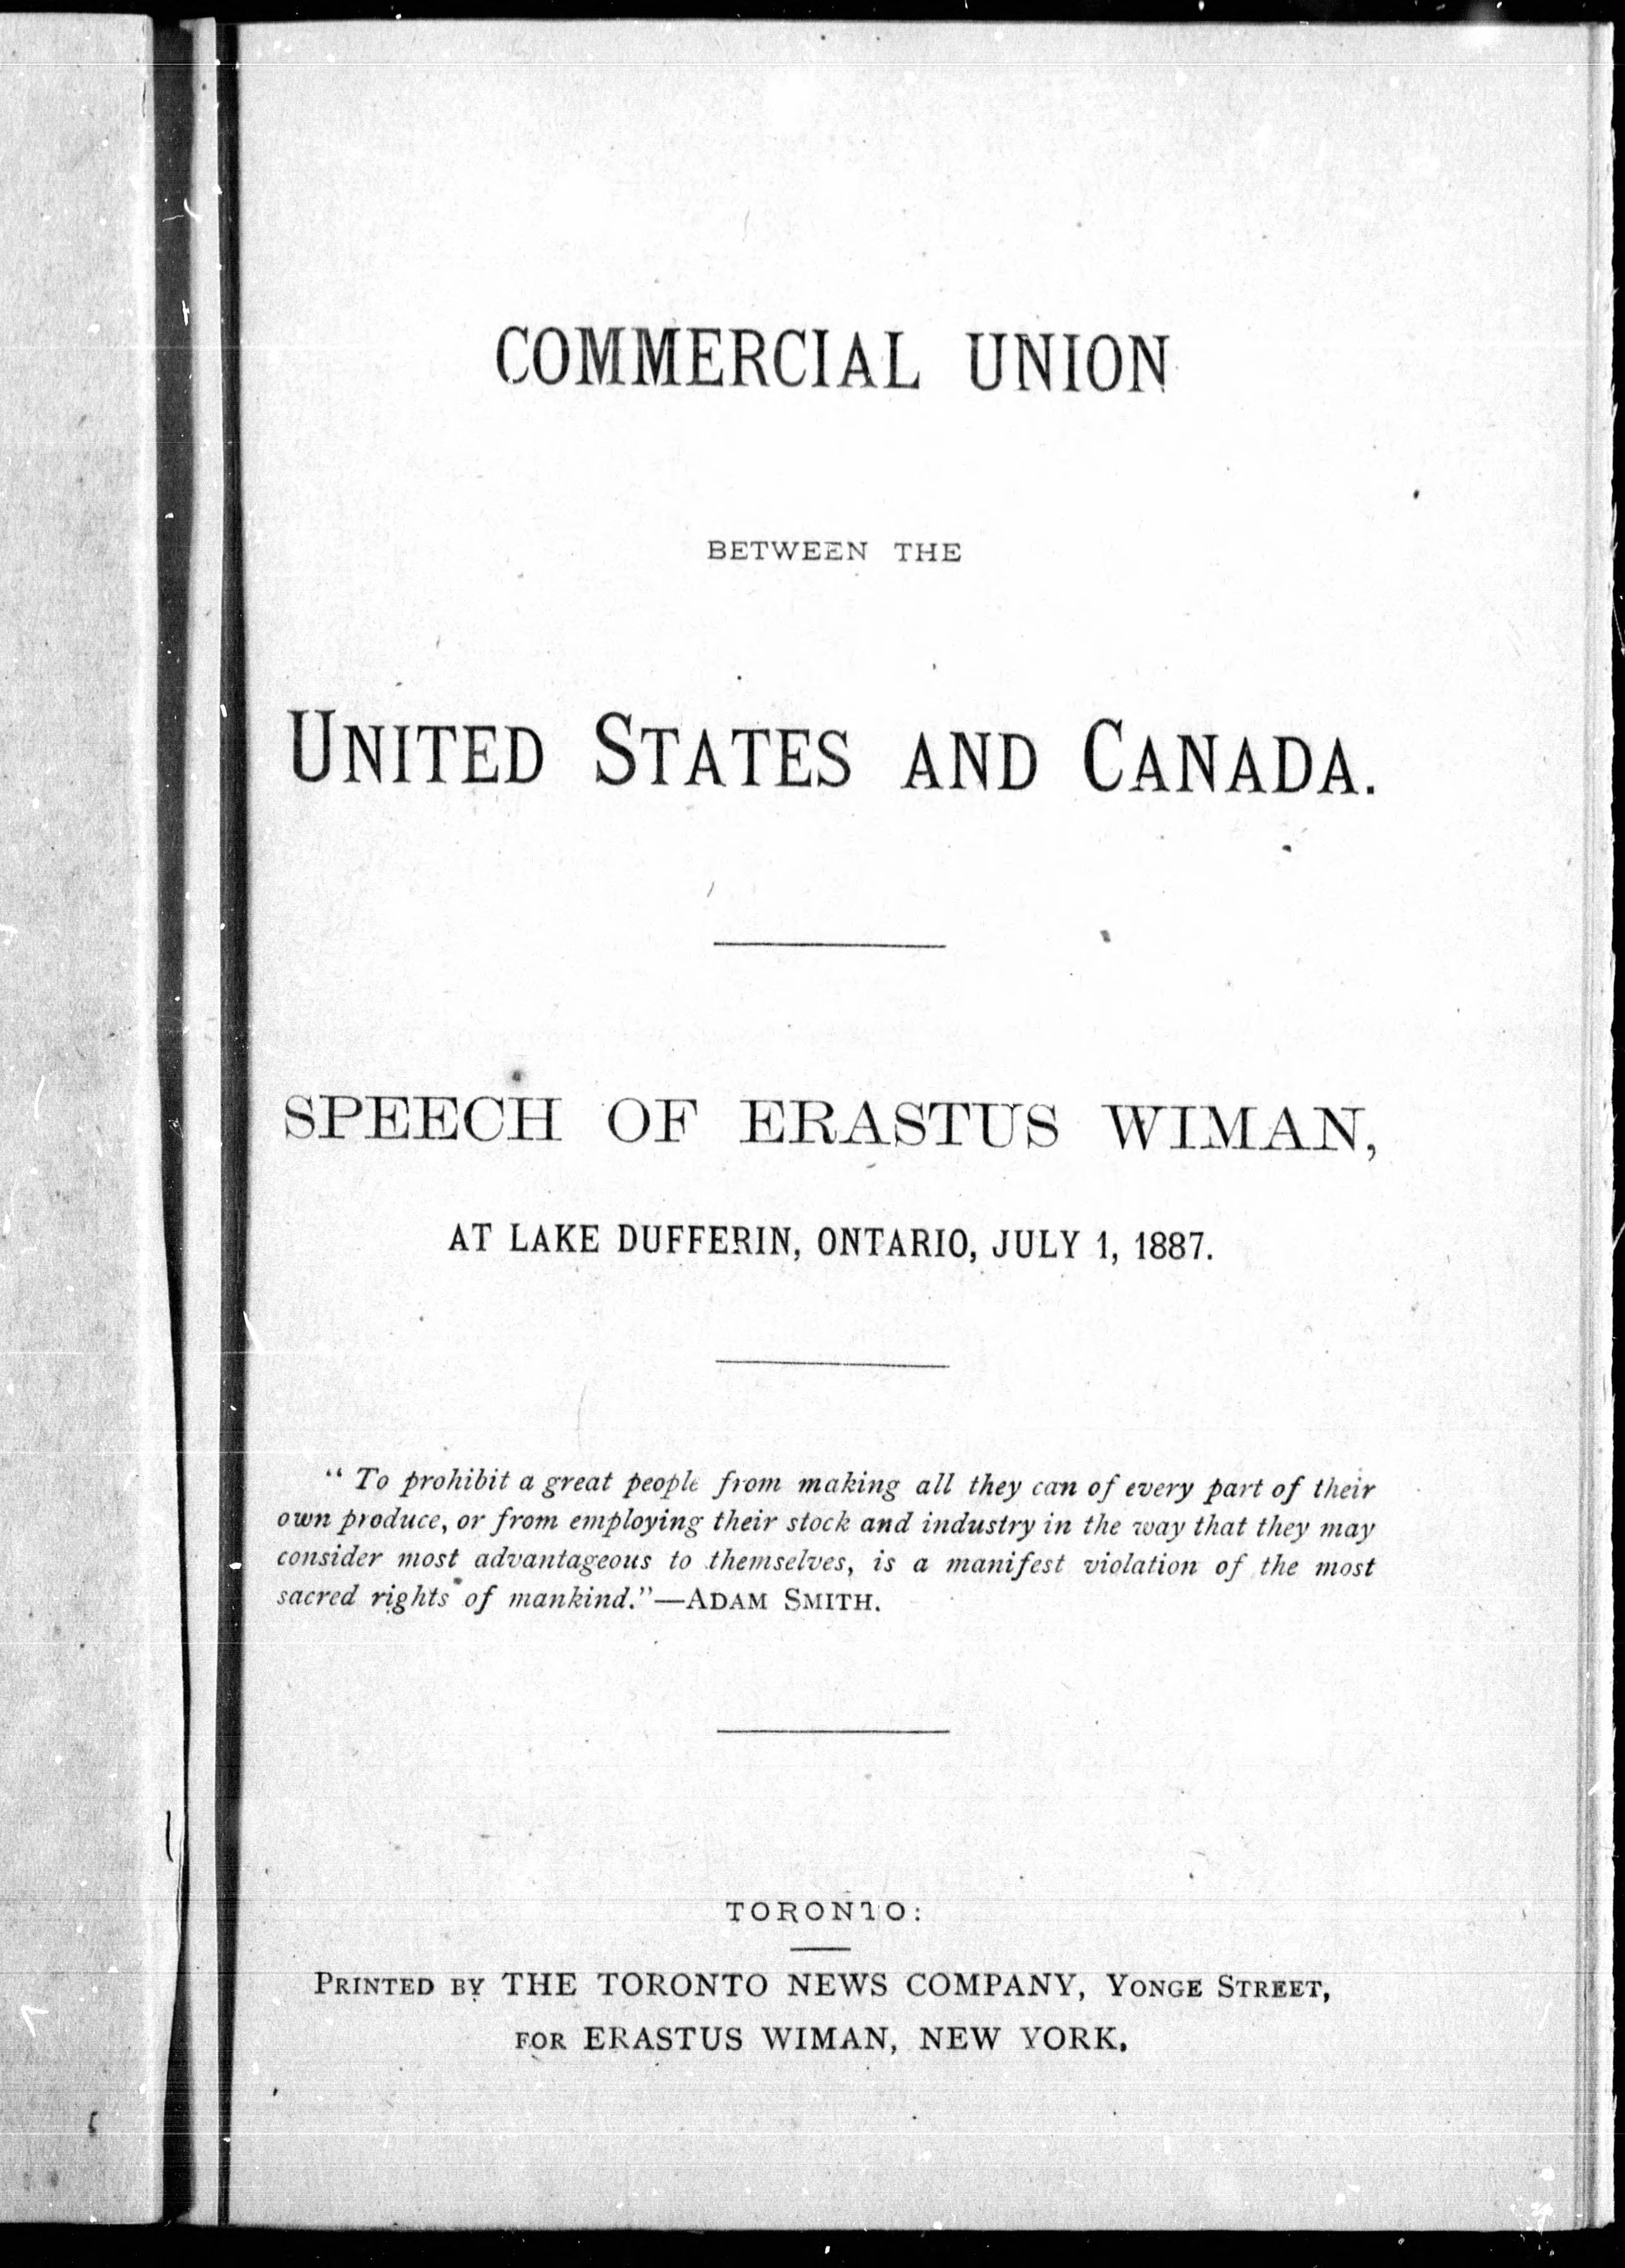 COMMERCIAL UNION
BETWEEN THE
UNITED STATES AND CANADA.
SPEECH OF ERASTUS WIMAN,
AT LAKE DUFFERIN, ONTARIO, JULY 1, 1887.
“ To prohibit a great people from making all they can of every part of their
own produce, or from employing their stock and industry in the way that they may
consider most advantageous to themselves, is a manifest violation of the most
sacred rights of mankind.”—ADAM SMITH.
TORONTO:
PRINTED BY THE TORONTO NEWS COMPANY, YONGE STREET,
FOR ERASTUS WIMAN, NEW YORK.